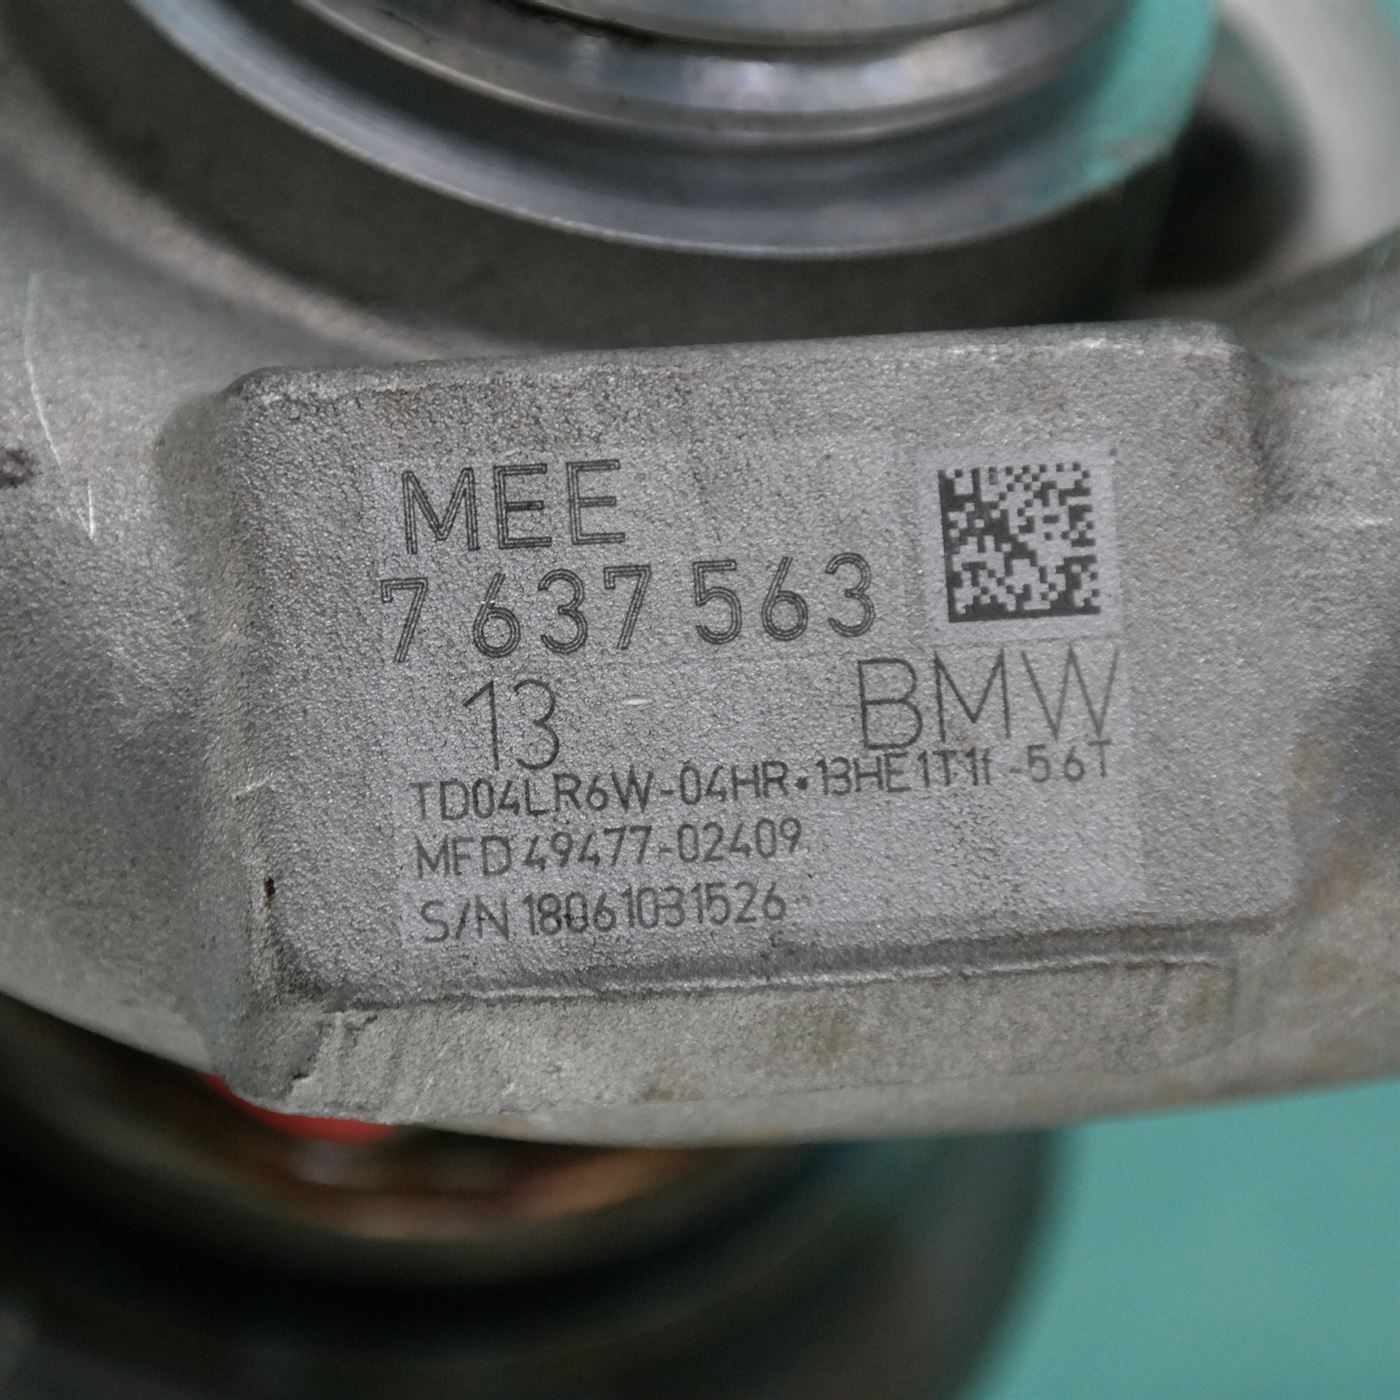 MEE
7 637 563
13 BMW
TD04LR6W-04HR•13HE1T1f-5.6T
MFD 49477-02409
S/N 18061031526